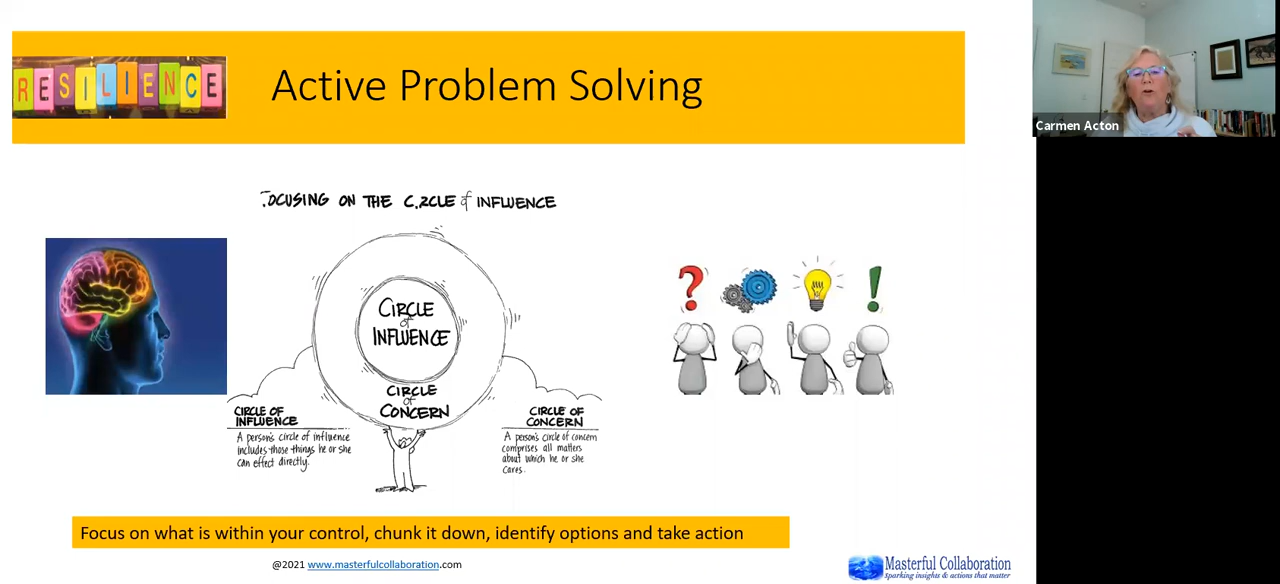 RESILIENCE
Active Problem Solving
Carmen Acton
FOCUSING ON THE CIRCLE of INFLUENCE
CIRCLE
of
INFLUENCE
CIRCLE
of
CONCERN
CIRCLE OF
INFLUENCE
A person's circle of influence
includes those things he or she
can effect directly.
CIRCLE OF
CONCERN
A person's circle of concern
comprises all matters
about which he or she
cares.
Focus on what is within your control, chunk it down, identify options and take action
@2021 www.masterfulcollaboration.com
Masterful Collaboration
Sparking insights & actions that matter